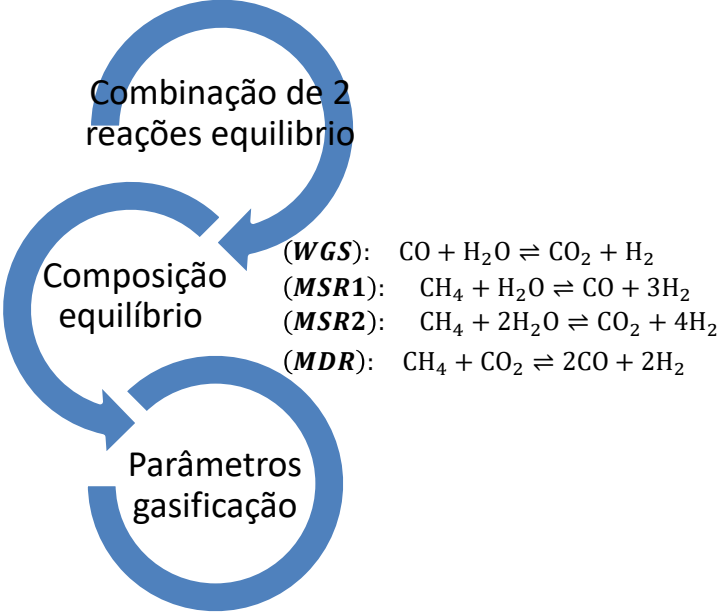 Combinação de 2
reações equilibrio
(WGS): CO + H₂O ⇌ CO₂ + H₂
Composição
equilíbrio
(MSR1): CH₄ + H₂O ⇌ CO + 3H₂
(MSR2): CH₄ + 2H₂O ⇌ CO₂ + 4H₂
(MDR): CH₄ + CO₂ ⇌ 2CO + 2H₂
Parâmetros
gasificação